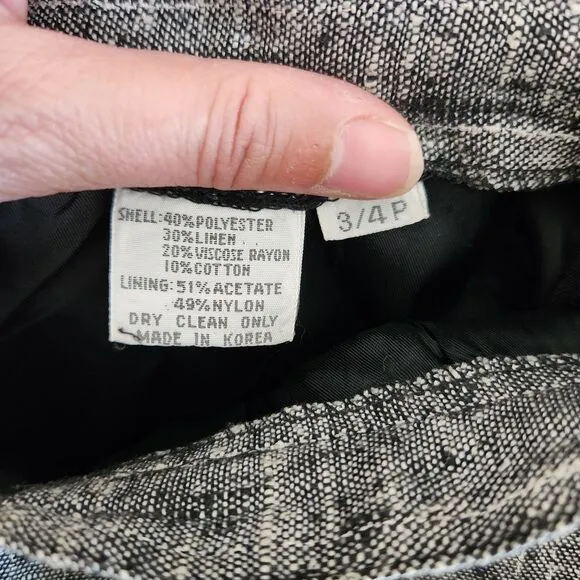 SHELL:40%POLYESTER
30%LINEN
20%VISCOSE RAYON
10%COTTON
LINING:51%ACETATE
49%NYLON
DRY CLEAN ONLY
MADE IN KOREA
3/4P